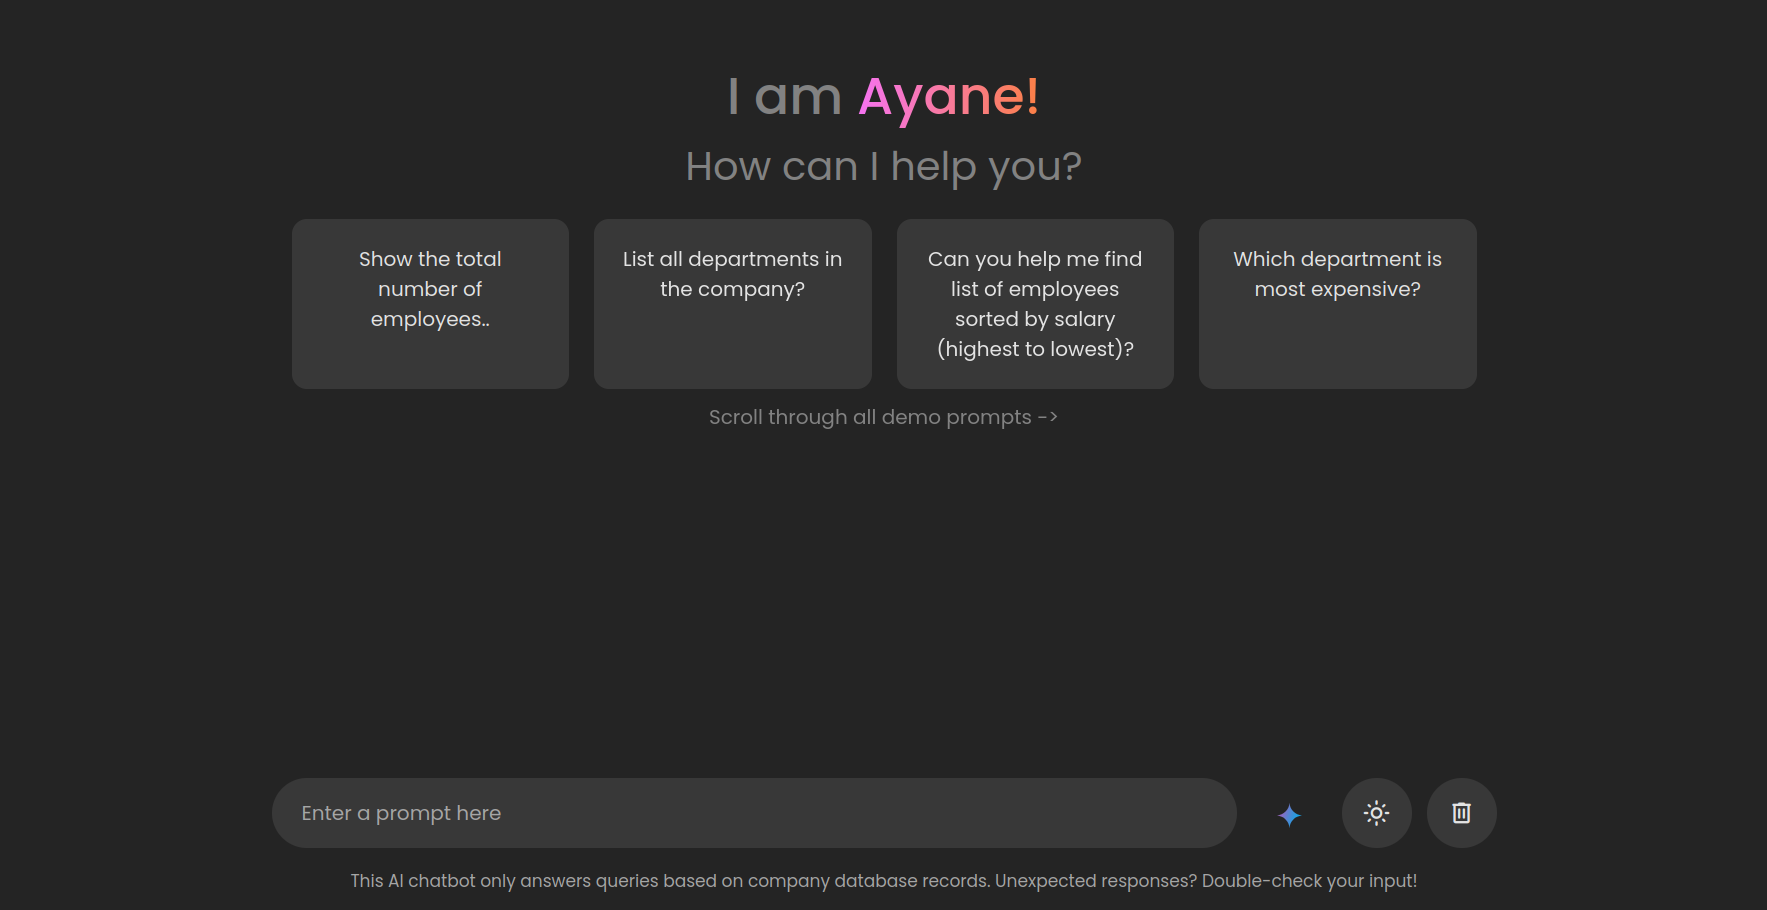 I am Ayane!
How can I help you?
Show the total
number of
employees..
List all departments in
the company?
Can you help me find
list of employees
sorted by salary
(highest to lowest)?
Which department is
most expensive?
Scroll through all demo prompts ->
Enter a prompt here
This AI chatbot only answers queries based on company database records. Unexpected responses? Double-check your input!